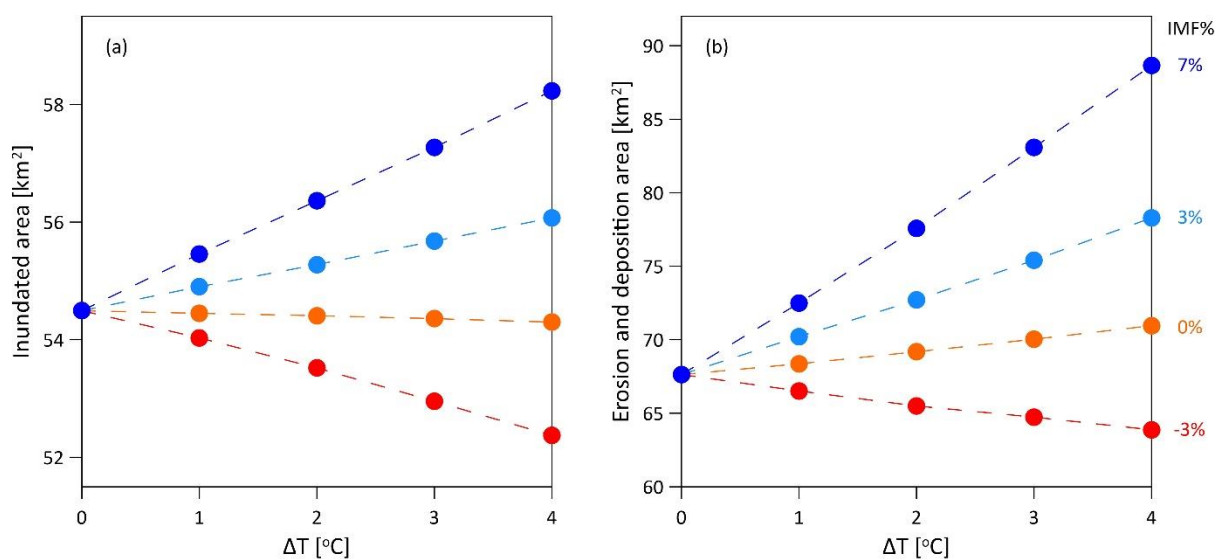 (a)
Inundated area [km²]
58
56
54
52
0 1 2 3 4
ΔT [°C]
(b)
Erosion and deposition area [km²]
90
85
80
75
70
65
60
0 1 2 3 4
ΔT [°C]
IMF%
7%
3%
0%
-3%